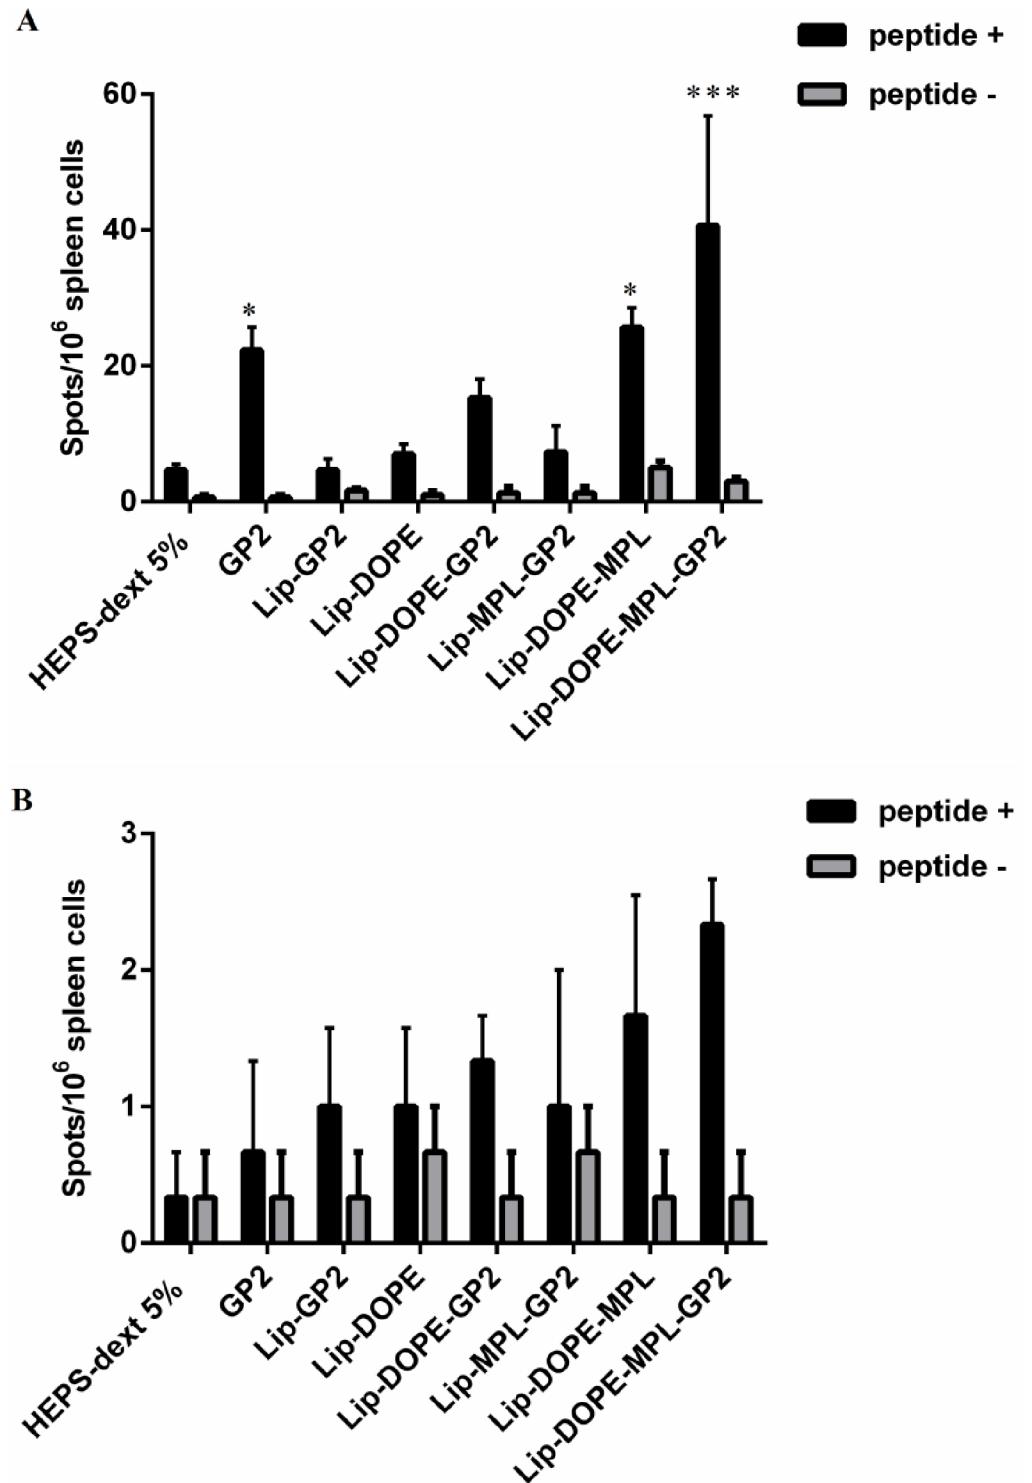 A
peptide +
peptide -
Spots/10⁶ spleen cells
60
40
20
0
*
*
***
HEPS-dext 5%
GP2
Lip-GP2
Lip-DOPE
Lip-DOPE-GP2
Lip-MPL-GP2
Lip-DOPE-MPL
Lip-DOPE-MPL-GP2
B
peptide +
peptide -
Spots/10⁶ spleen cells
3
2
1
0
HEPS-dext 5%
GP2
Lip-GP2
Lip-DOPE
Lip-DOPE-GP2
Lip-MPL-GP2
Lip-DOPE-MPL
Lip-DOPE-MPL-GP2